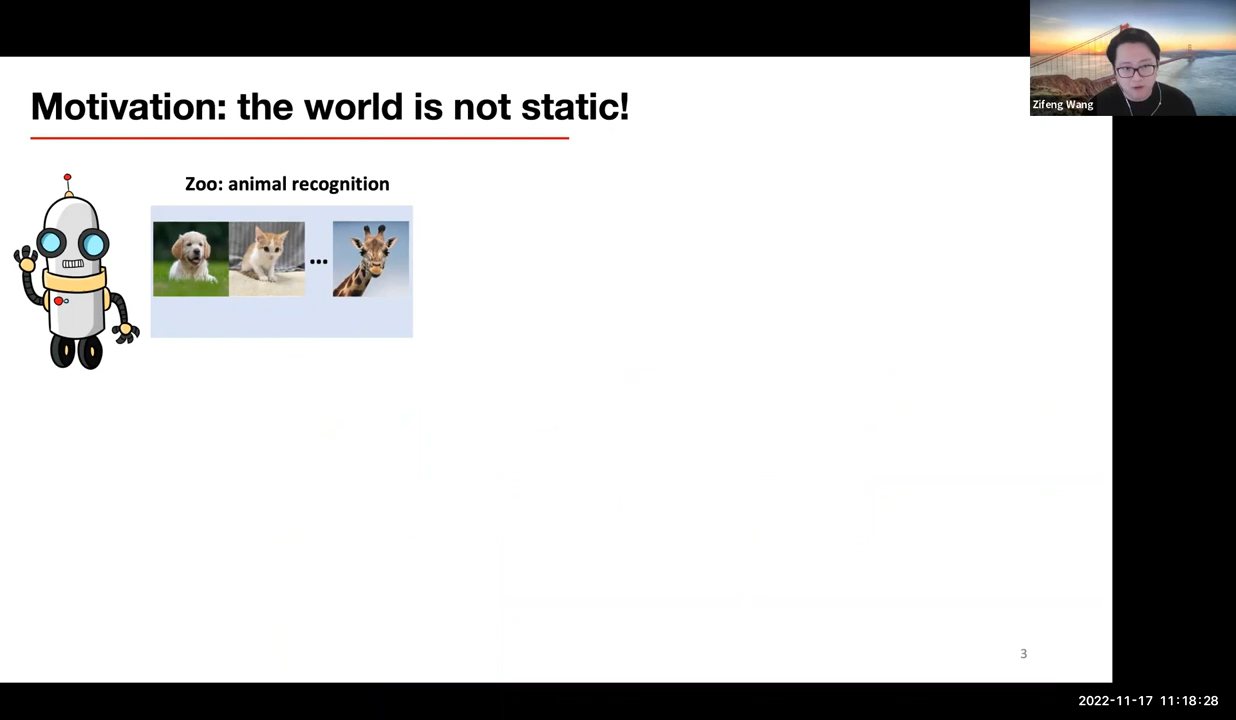 Motivation: the world is not static!
Zifeng Wang
Zoo: animal recognition
...
3
2022-11-17 11:18:28